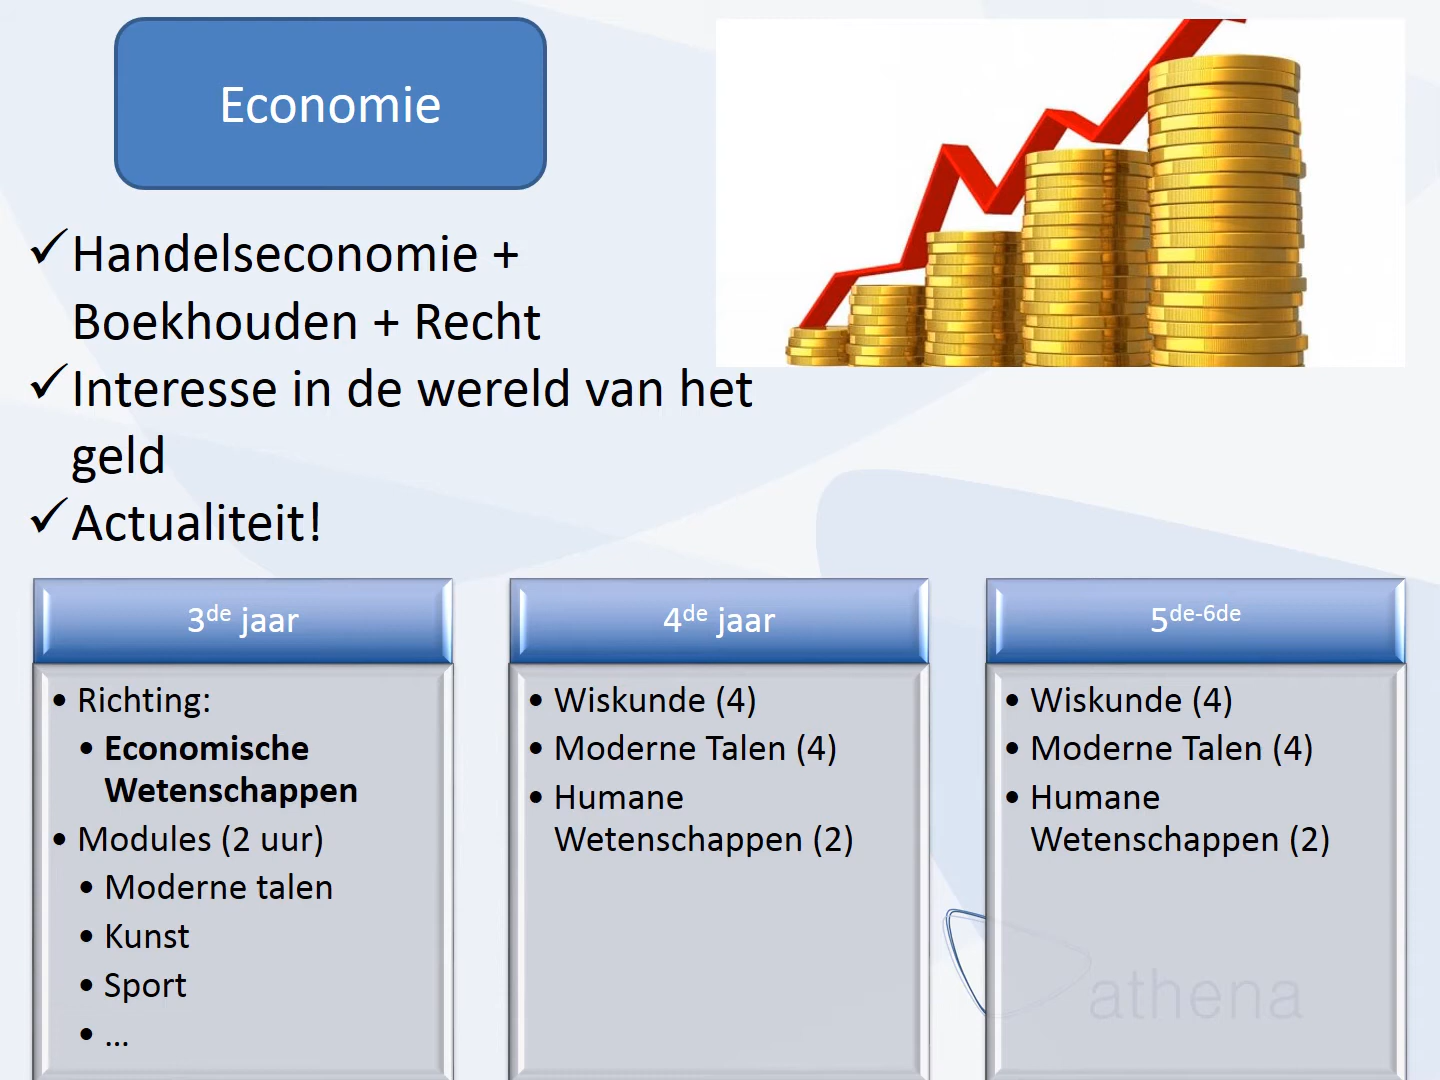 Economie
✓Handelseconomie +
Boekhouden + Recht
✓Interesse in de wereld van het
geld
✓Actualiteit!
3de jaar
• Richting:
• Economische
Wetenschappen
• Modules (2 uur)
• Moderne talen
• Kunst
• Sport
• ...
4de jaar
• Wiskunde (4)
• Moderne Talen (4)
• Humane
Wetenschappen (2)
5de-6de
• Wiskunde (4)
• Moderne Talen (4)
• Humane
Wetenschappen (2)
athena